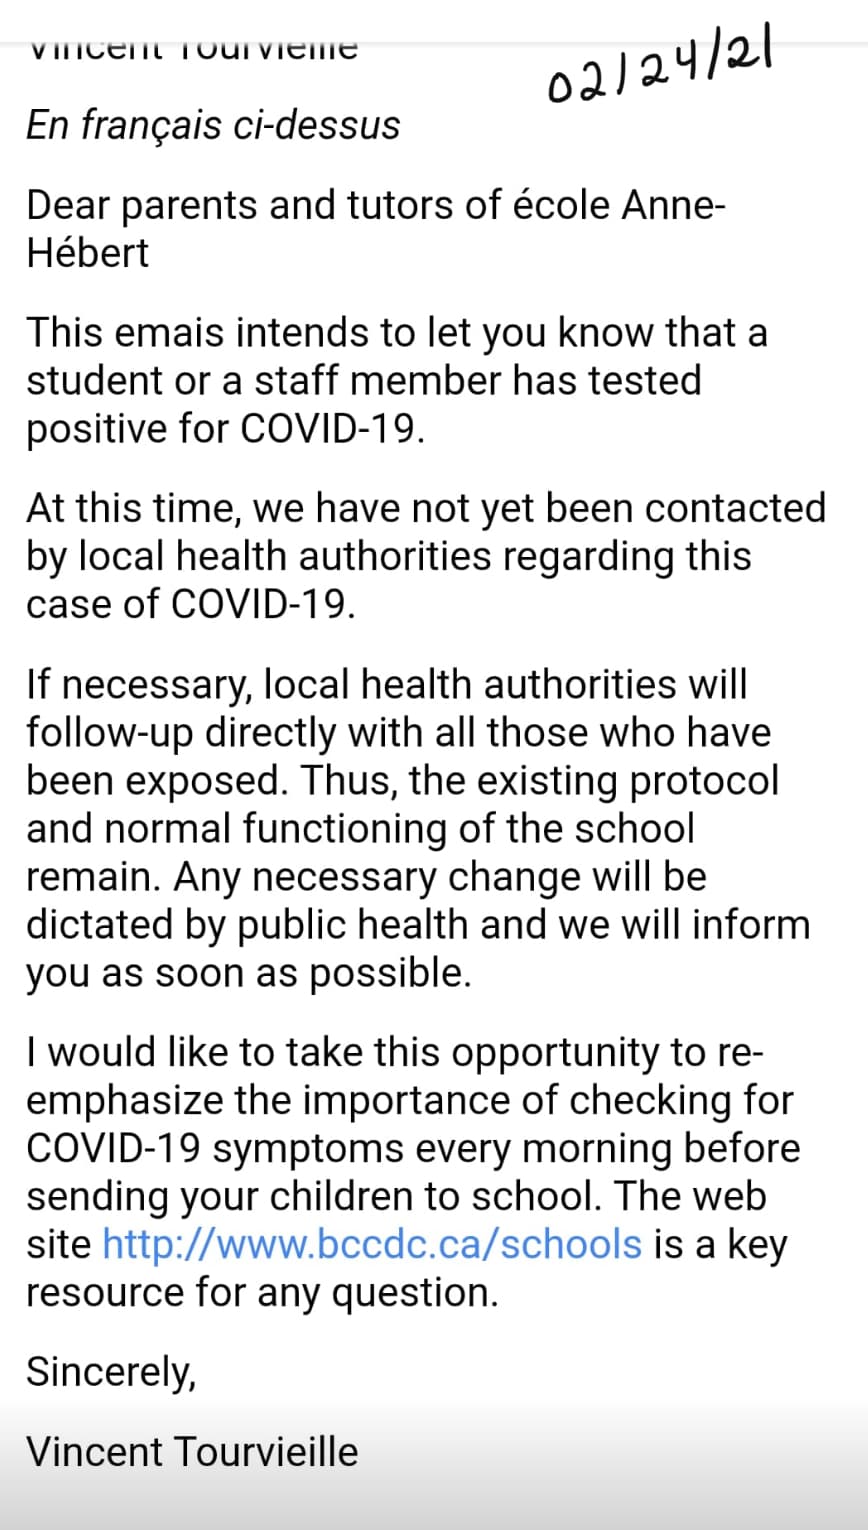 Vincent Tourvieille
02/24/21
En français ci-dessus
Dear parents and tutors of école Anne-
Hébert
This emais intends to let you know that a
student or a staff member has tested
positive for COVID-19.
At this time, we have not yet been contacted
by local health authorities regarding this
case of COVID-19.
If necessary, local health authorities will
follow-up directly with all those who have
been exposed. Thus, the existing protocol
and normal functioning of the school
remain. Any necessary change will be
dictated by public health and we will inform
you as soon as possible.
I would like to take this opportunity to re-
emphasize the importance of checking for
COVID-19 symptoms every morning before
sending your children to school. The web
site http://www.bccdc.ca/schools is a key
resource for any question.
Sincerely,
Vincent Tourvieille